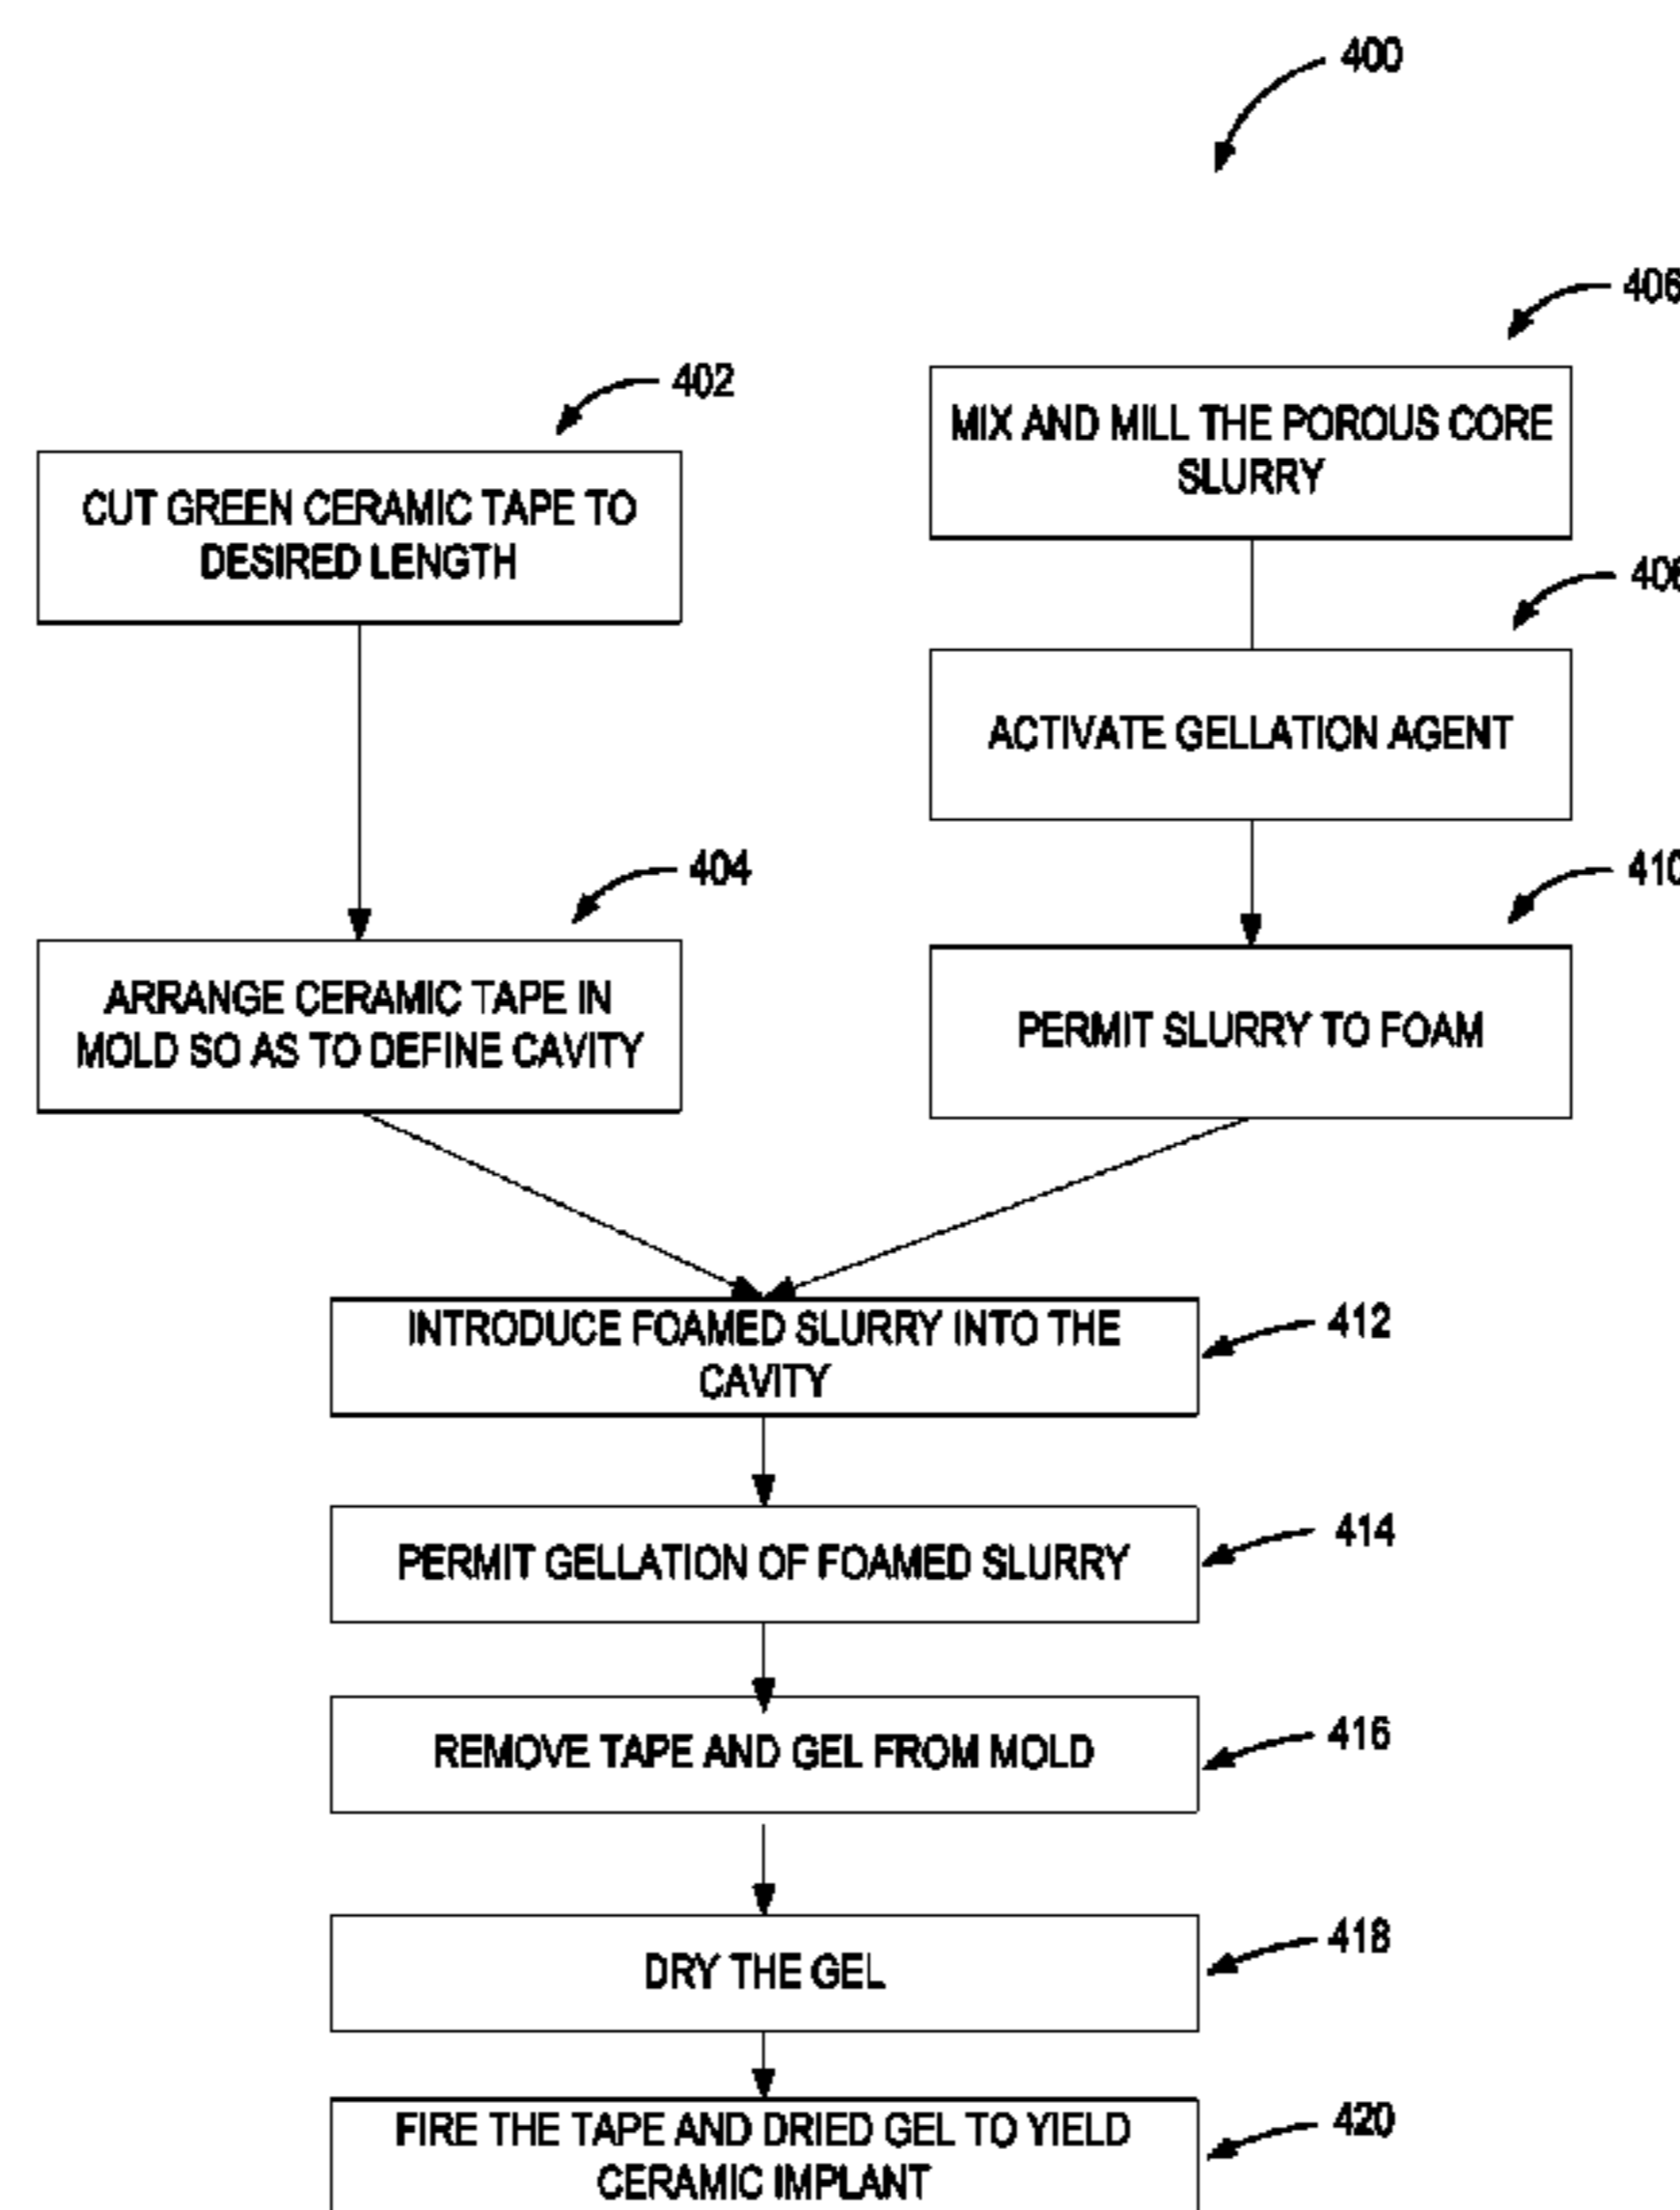 400
402
CUT GREEN CERAMIC TAPE TO
DESIRED LENGTH
404
ARRANGE CERAMIC TAPE IN
MOLD SO AS TO DEFINE CAVITY
406
MIX AND MILL THE POROUS CORE
SLURRY
ACTIVATE GELLATION AGENT
410
PERMIT SLURRY TO FOAM
412
INTRODUCE FOAMED SLURRY INTO THE
CAVITY
414
PERMIT GELLATION OF FOAMED SLURRY
416
REMOVE TAPE AND GEL FROM MOLD
418
DRY THE GEL
420
FIRE THE TAPE AND DRIED GEL TO YIELD
CERAMIC IMPLANT